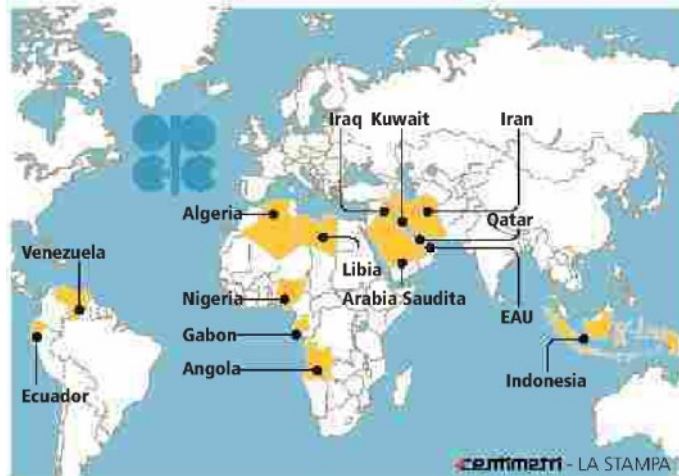 Iraq Kuwait Iran
Algeria
Qatar
Venezuela
Libia
Nigeria
Arabia Saudita
EAU
Gabon
Angola
Indonesia
Ecuador
centimetri - LA STAMPA